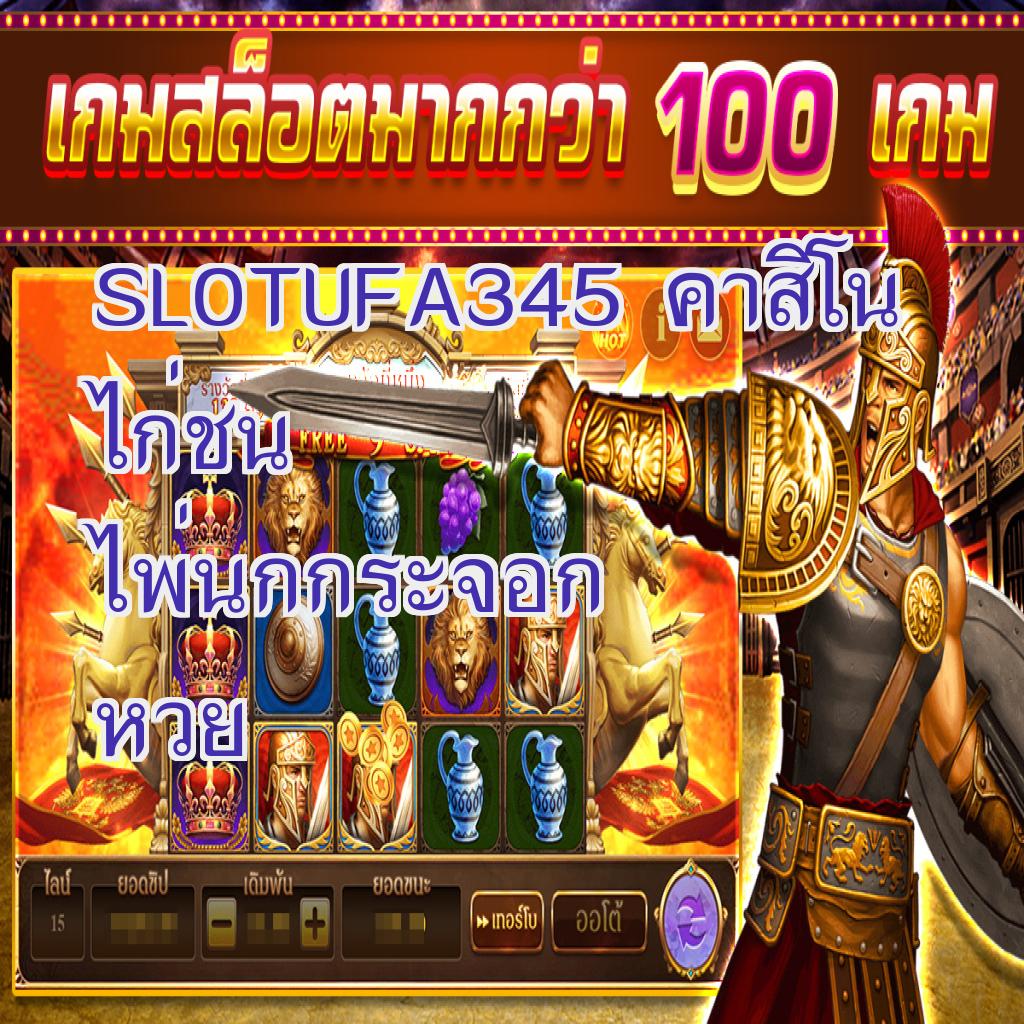 เกมสล็อตมากกว่า 100 เกม
SLOTUFA345 คาสิโน
HOT
i
ไก่ชน
FREE
ไพ่นกกระจอก
หวย
ไลน์ ยอดชิป เดิมพัน ยอดชนะ
15 − + เทอร์โบ ออโต้